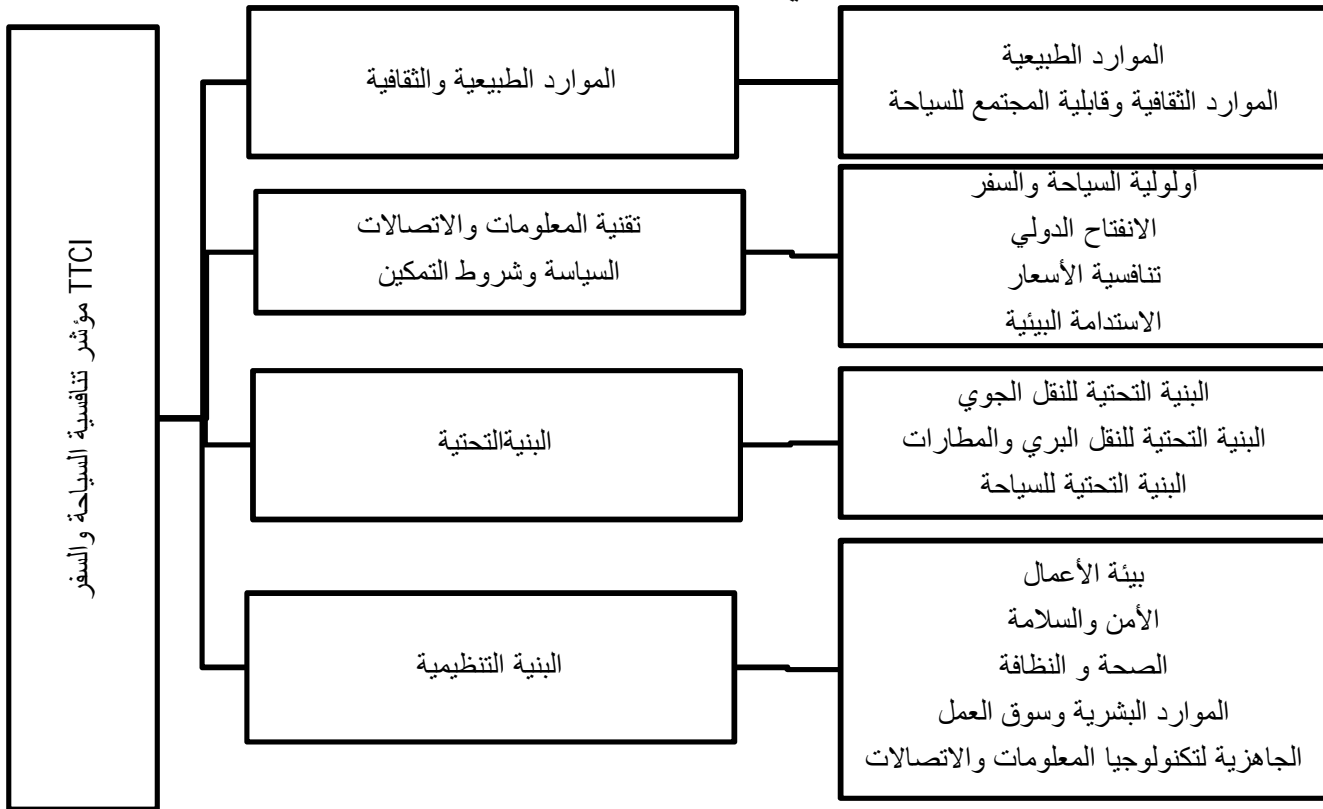 TTCI مؤشر تنافسية السياحة والسفر
الموارد الطبيعية والثقافية
الموارد الطبيعية
الموارد الثقافية وقابلية المجتمع للسياحة
تقنية المعلومات والاتصالات
السياسة وشروط التمكين
أولولية السياحة والسفر
الانفتاح الدولي
تنافسية الأسعار
الاستدامة البيئية
البنيةالتحتية
البنية التحتية للنقل الجوي
البنية التحتية للنقل البري والمطارات
البنية التحتية للسياحة
البنية التنظيمية
بيئة الأعمال
الأمن والسلامة
الصحة و النظافة
الموارد البشرية وسوق العمل
الجاهزية لتكنولوجيا المعلومات والاتصالات